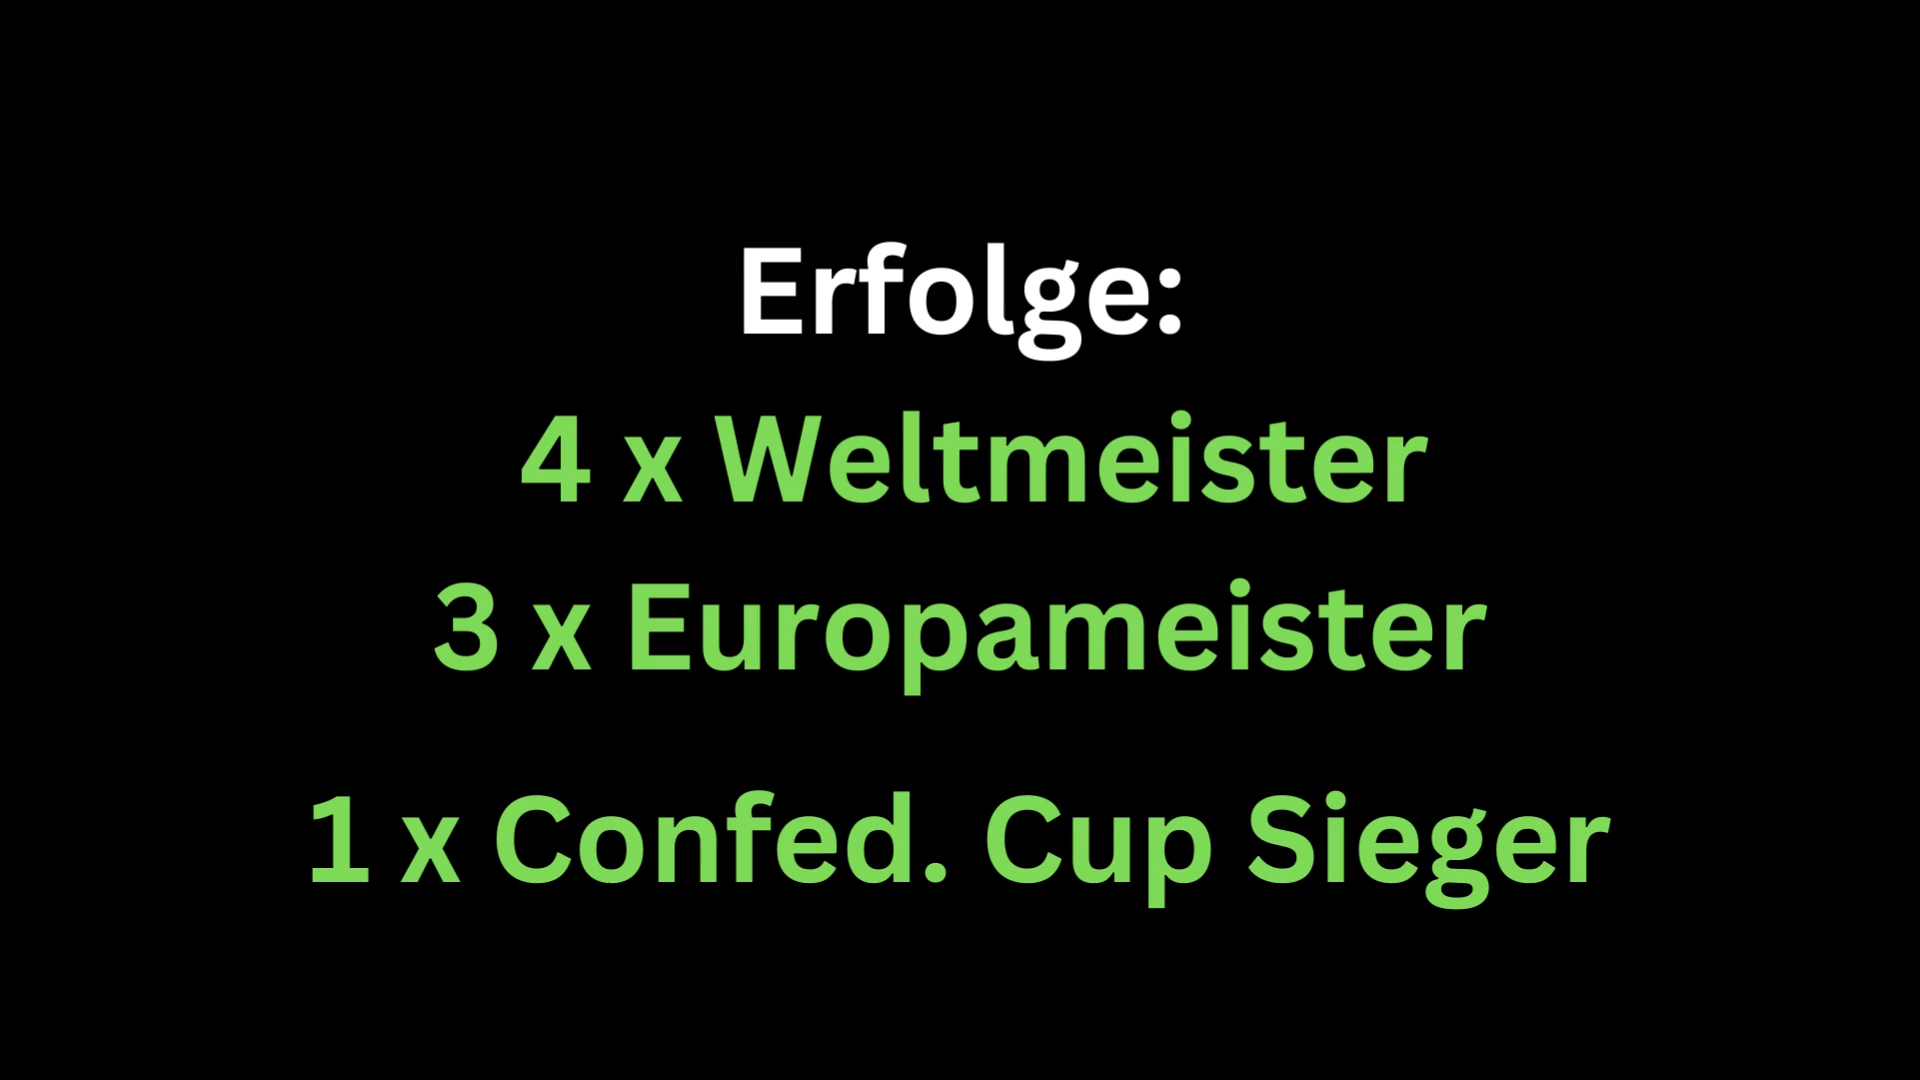 Erfolge:
4 x Weltmeister
3 x Europameister
1 x Confed. Cup Sieger